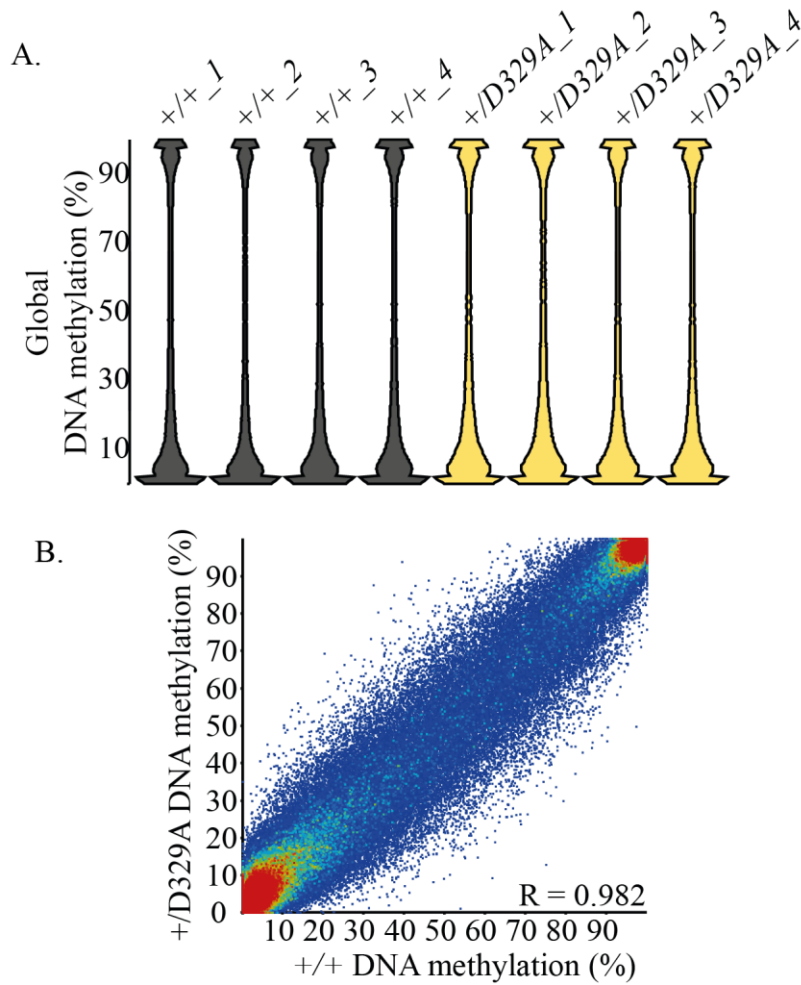 A.
+/+_1
+/+_2
+/+_3
+/+_4
+/D329A_1
+/D329A_2
+/D329A_3
+/D329A_4
Global
DNA methylation (%)
90
70
50
30
10
B.
+/D329A DNA methylation (%)
90
80
70
60
50
40
30
20
10
0
R = 0.982
10 20 30 40 50 60 70 80 90
+/+ DNA methylation (%)